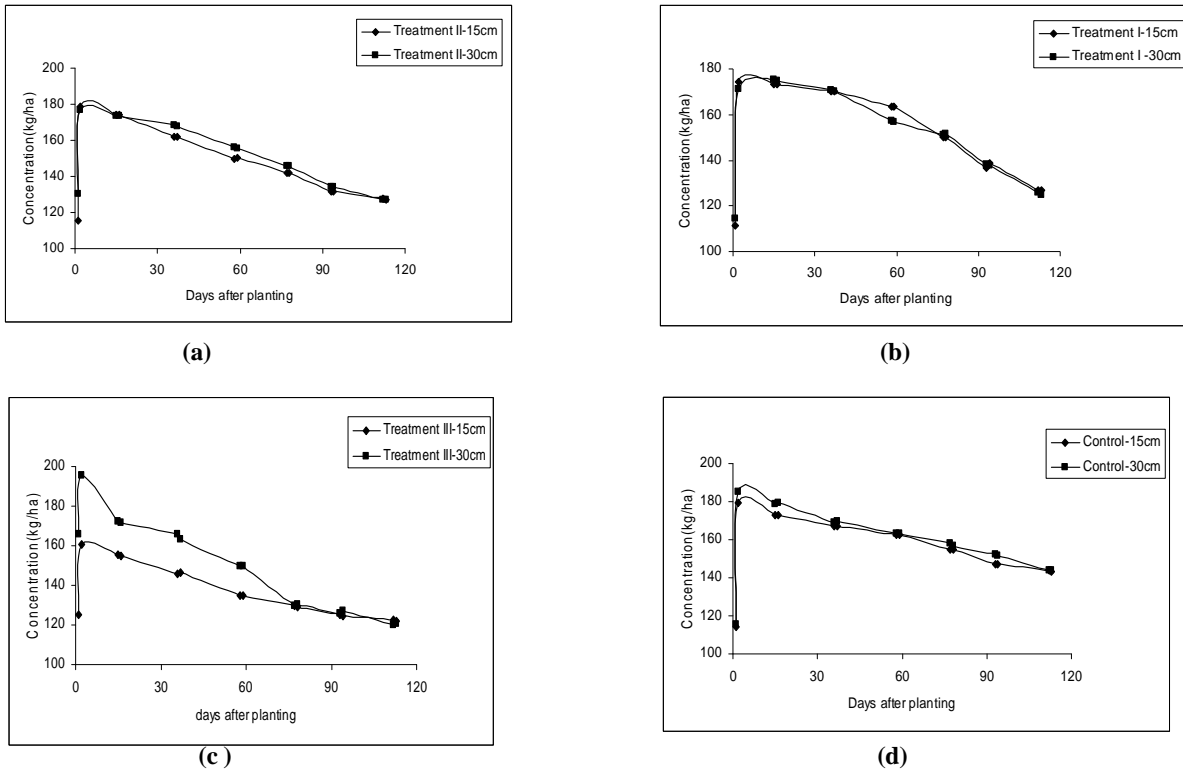 Treatment II-15cm
Treatment II-30cm
200
180
160
140
120
100
Concentration (kg/ha)
0 30 60 90 120
Days after planting
(a)
Treatment I-15cm
Treatment I -30cm
180
160
140
120
100
Concentration (kg/ha)
0 30 60 90 120
Days after planting
(b)
Treatment III-15cm
Treatment III-30cm
200
180
160
140
120
100
Concentration (kg/ha)
0 30 60 90 120
days after planting
(c )
Control-15cm
Control-30cm
200
180
160
140
120
100
Concentration (kg/ha)
0 30 60 90 120
Days after planting
(d)